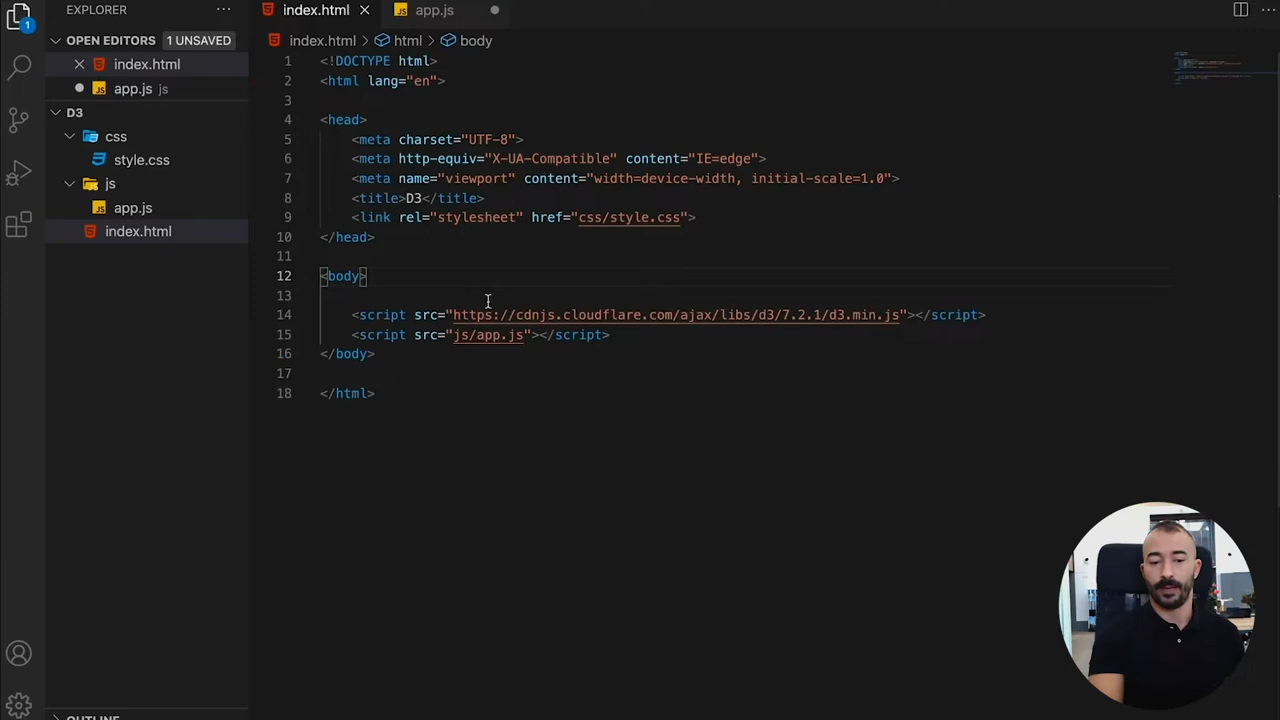 EXPLORER
...
OPEN EDITORS 1 UNSAVED
index.html
app.js js
D3
css
style.css
js
app.js
index.html
OUTLINE
1
index.html
app.js
index.html > html > body
1 <!DOCTYPE html>
2 <html lang="en">
3
4 <head>
5 <meta charset="UTF-8">
6 <meta http-equiv="X-UA-Compatible" content="IE=edge">
7 <meta name="viewport" content="width=device-width, initial-scale=1.0">
8 <title>D3</title>
9 <link rel="stylesheet" href="css/style.css">
10 </head>
11
12 <body>
13
14 <script src="https://cdnjs.cloudflare.com/ajax/libs/d3/7.2.1/d3.min.js"></script>
15 <script src="js/app.js"></script>
16 </body>
17
18 </html>